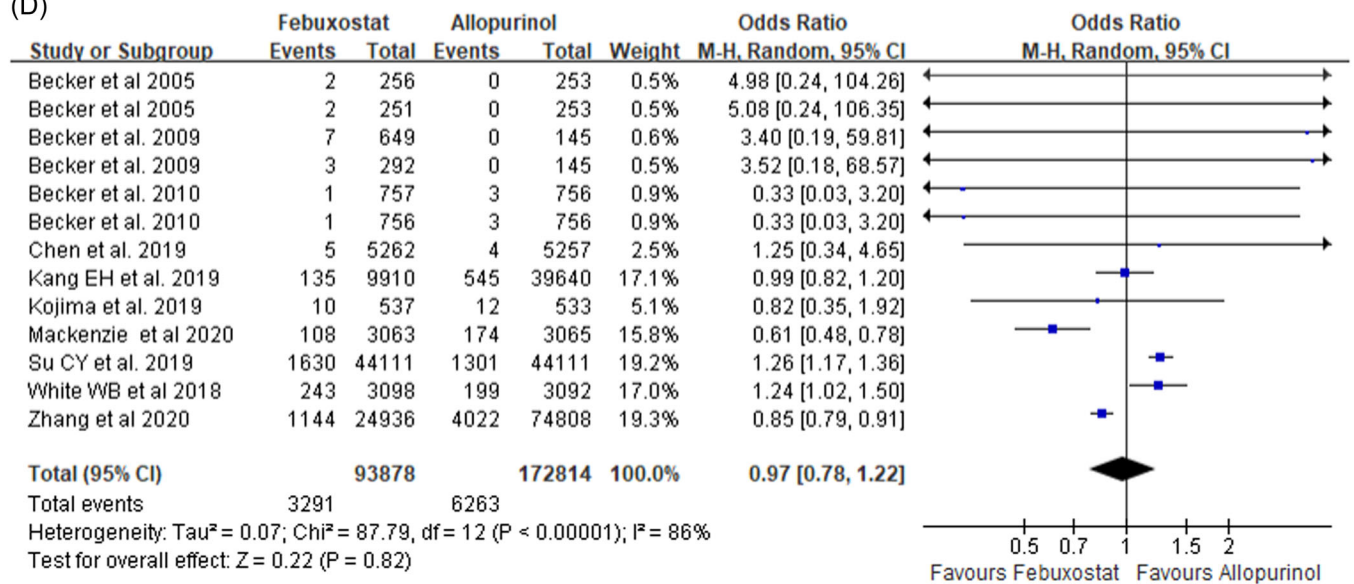 (D)
Febuxostat Allopurinol Odds Ratio Odds Ratio
Study or Subgroup Events Total Events Total Weight M-H, Random, 95% CI M-H, Random, 95% CI
Becker et al 2005 2 256 0 253 0.5% 4.98 [0.24, 104.26]
Becker et al 2005 2 251 0 253 0.5% 5.08 [0.24, 106.35]
Becker et al. 2009 7 649 0 145 0.6% 3.40 [0.19, 59.81]
Becker et al. 2009 3 292 0 145 0.5% 3.52 [0.18, 68.57]
Becker et al. 2010 1 757 3 756 0.9% 0.33 [0.03, 3.20]
Becker et al. 2010 1 756 3 756 0.9% 0.33 [0.03, 3.20]
Chen et al. 2019 5 5262 4 5257 2.5% 1.25 [0.34, 4.65]
Kang EH et al. 2019 135 9910 545 39640 17.1% 0.99 [0.82, 1.20]
Kojima et al. 2019 10 537 12 533 5.1% 0.82 [0.35, 1.92]
Mackenzie et al 2020 108 3063 174 3065 15.8% 0.61 [0.48, 0.78]
Su CY et al. 2019 1630 44111 1301 44111 19.2% 1.26 [1.17, 1.36]
White WB et al 2018 243 3098 199 3092 17.0% 1.24 [1.02, 1.50]
Zhang et al 2020 1144 24936 4022 74808 19.3% 0.85 [0.79, 0.91]
Total (95% CI) 93878 172814 100.0% 0.97 [0.78, 1.22]
Total events 3291 6263
Heterogeneity: Tau² = 0.07; Chi² = 87.79, df = 12 (P < 0.00001); I² = 86%
Test for overall effect: Z = 0.22 (P = 0.82)
0.5 0.7 1 1.5 2
Favours Febuxostat Favours Allopurinol